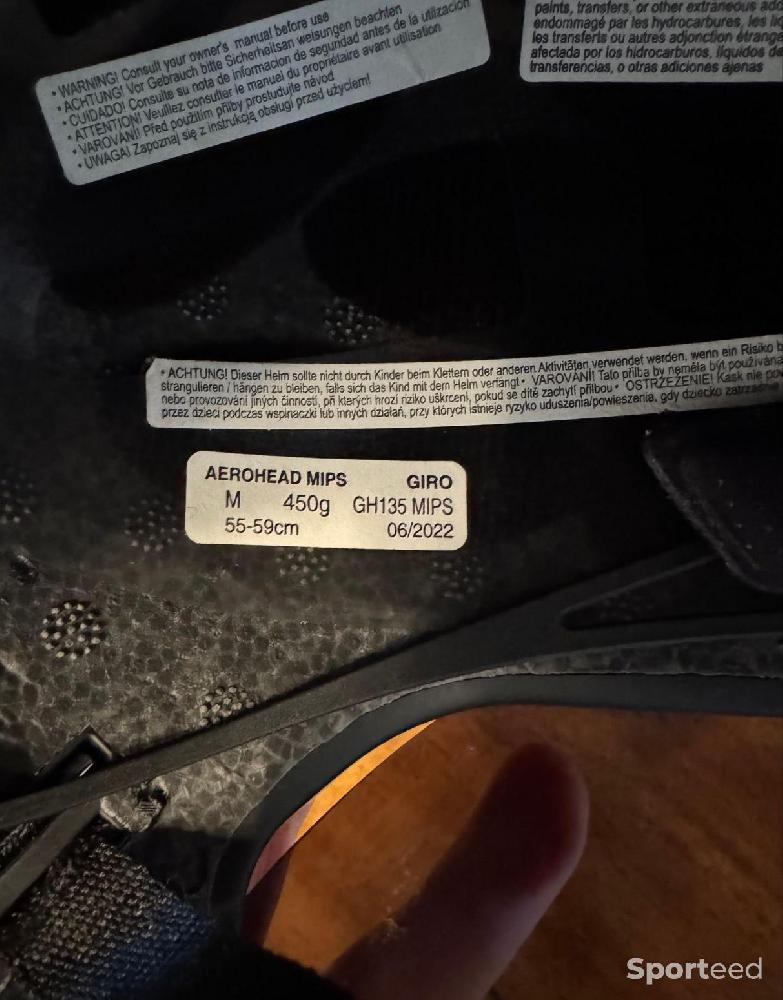 • WARNING! Consult your owner's manual before use
• ACHTUNG! Vor Gebrauch bitte Sicherheitsan weisungen beachten
• CUIDADO! Consulte su nota de informacion de seguridad antes de la utilización
• ATTENTION! Veuillez consulter le manuel du propriétaire avant utilisation
• VAROVÁNÍ! Před použitím přilby prostudujte návod
• UWAGA! Zapoznaj się z instrukcją obsługi przed użyciem!
paints, transfers, or other extraneous
endommagé par les hydrocarbures, les
les transferts ou autres adjonction
afectada por los hidrocarburos, líquidos
transferencias, o otras adiciones ajenas
• ACHTUNG! Dieser Helm sollte nicht durch Kinder beim Klettern oder anderen Aktivitäten verwendet werden, wenn ein Risiko
strangulieren / hängen zu bleiben, falls sich das Kind mit dem Helm verfängt • VAROVÁNÍ! Tato přilba by neměla být používána
nebo provozování jiných činností, při kterých hrozí riziko uškrcení, pokud se dítě zachytí přilbou • OSTRZEŻENIE! Kask nie
przez dzieci podczas wspinaczki lub innych działań, przy których istnieje ryzyko uduszenia/powieszenia, gdy dziecko
AEROHEAD MIPS GIRO
M 450g GH135 MIPS
55-59cm 06/2022
Sporteed